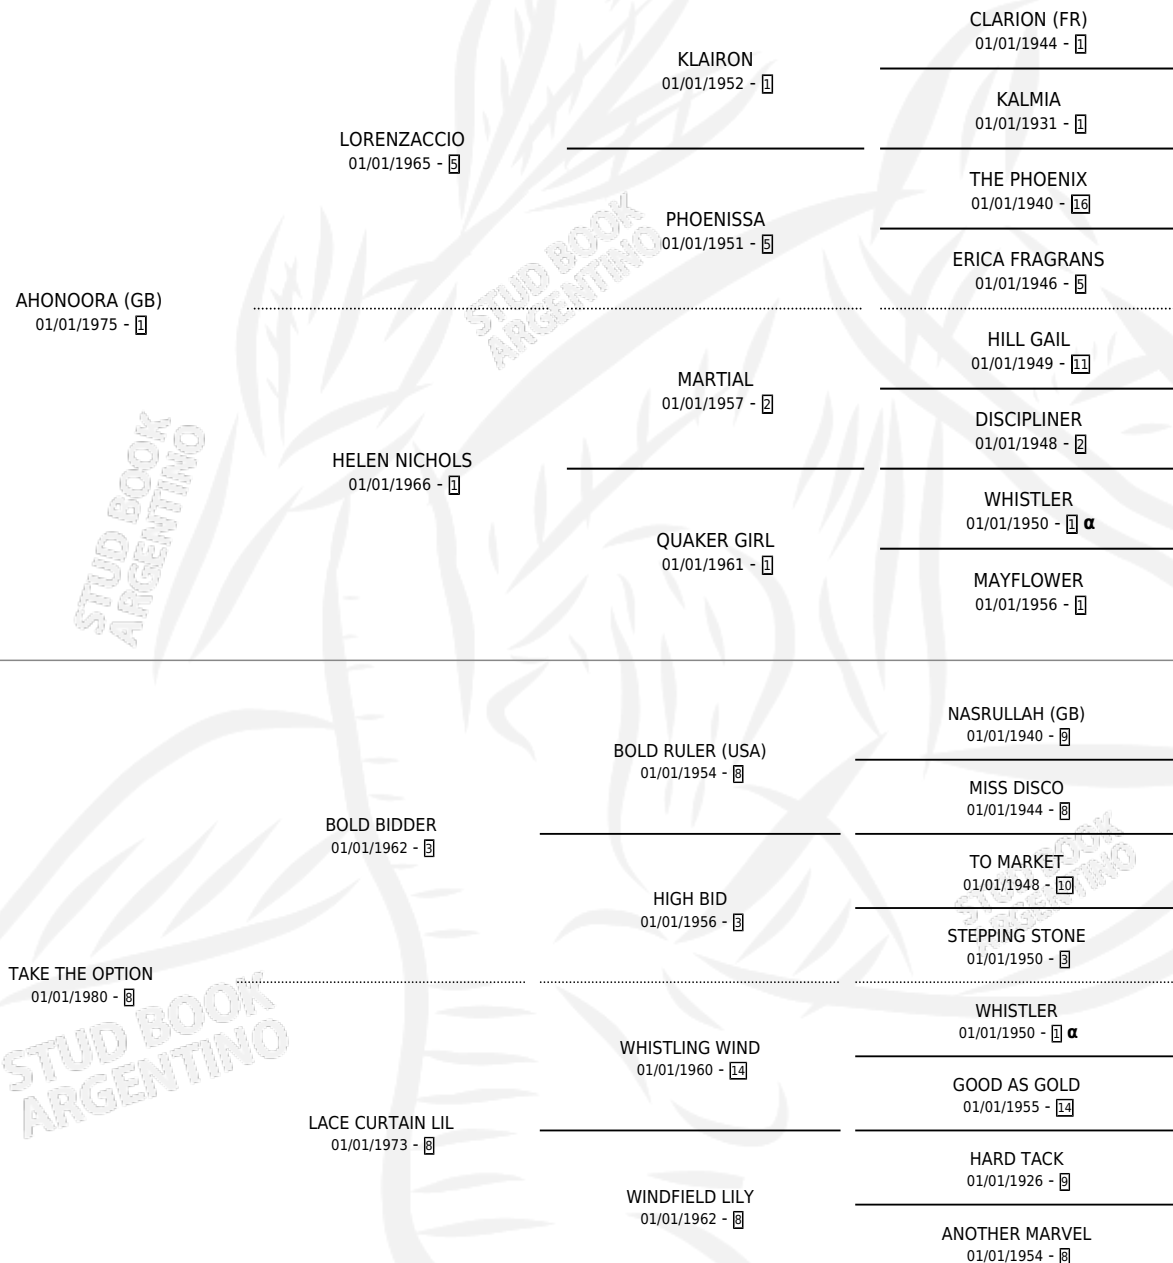 CLARION (FR)
01/01/1944 - 1
KLAIRON
01/01/1952 - 1
KALMIA
01/01/1931 - 1
LORENZACCIO
01/01/1965 - 5
THE PHOENIX
01/01/1940 - 16
PHOENISSA
01/01/1951 - 5
ERICA FRAGRANS
01/01/1946 - 5
AHONOORA (GB)
01/01/1975 - 1
HILL GAIL
01/01/1949 - 11
MARTIAL
01/01/1957 - 2
DISCIPLINER
01/01/1948 - 2
HELEN NICHOLS
01/01/1966 - 1
WHISTLER
01/01/1950 - 1 α
QUAKER GIRL
01/01/1961 - 1
MAYFLOWER
01/01/1956 - 1
NASRULLAH (GB)
01/01/1940 - 9
BOLD RULER (USA)
01/01/1954 - 8
MISS DISCO
01/01/1944 - 8
BOLD BIDDER
01/01/1962 - 3
TO MARKET
01/01/1948 - 10
HIGH BID
01/01/1956 - 3
STEPPING STONE
01/01/1950 - 3
TAKE THE OPTION
01/01/1980 - 8
WHISTLER
01/01/1950 - 1 α
WHISTLING WIND
01/01/1960 - 14
GOOD AS GOLD
01/01/1955 - 14
LACE CURTAIN LIL
01/01/1973 - 8
HARD TACK
01/01/1926 - 9
WINDFIELD LILY
01/01/1962 - 8
ANOTHER MARVEL
01/01/1954 - 8
STUD BOOK
ARGENTINO
STUD BOOK
ARGENTINO
STUD BOOK
ARGENTINO
STUD BOOK
ARGENTINO